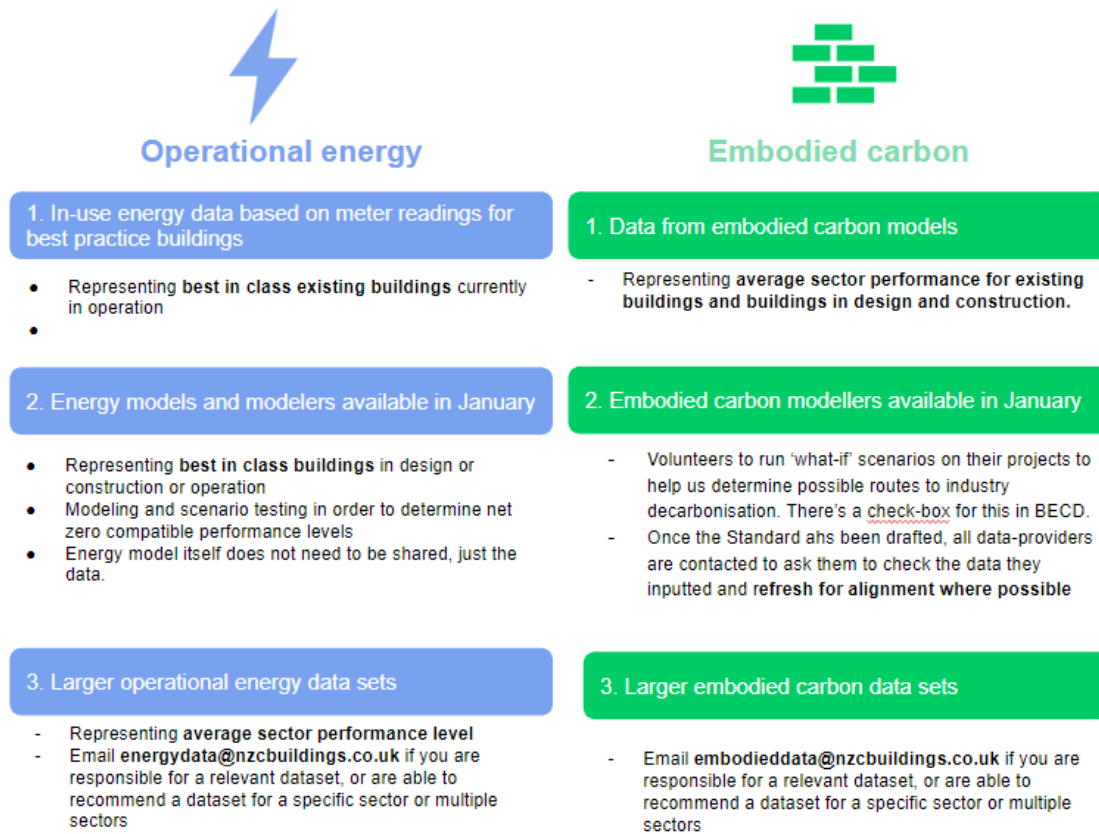 Operational energy
1. In-use energy data based on meter readings for
best practice buildings
● Representing best in class existing buildings currently
in operation
●
2. Energy models and modelers available in January
● Representing best in class buildings in design or
construction or operation
● Modeling and scenario testing in order to determine net
zero compatible performance levels
● Energy model itself does not need to be shared, just the
data.
3. Larger operational energy data sets
- Representing average sector performance level
- Email energydata@nzcbuildings.co.uk if you are
responsible for a relevant dataset, or are able to
recommend a dataset for a specific sector or multiple
sectors
Embodied carbon
1. Data from embodied carbon models
- Representing average sector performance for existing
buildings and buildings in design and construction.
2. Embodied carbon modellers available in January
- Volunteers to run ‘what-if’ scenarios on their projects to
help us determine possible routes to industry
decarbonisation. There’s a check-box for this in BECD.
- Once the Standard ahs been drafted, all data-providers
are contacted to ask them to check the data they
inputted and refresh for alignment where possible
3. Larger embodied carbon data sets
- Email embodieddata@nzcbuildings.co.uk if you are
responsible for a relevant dataset, or are able to
recommend a dataset for a specific sector or multiple
sectors